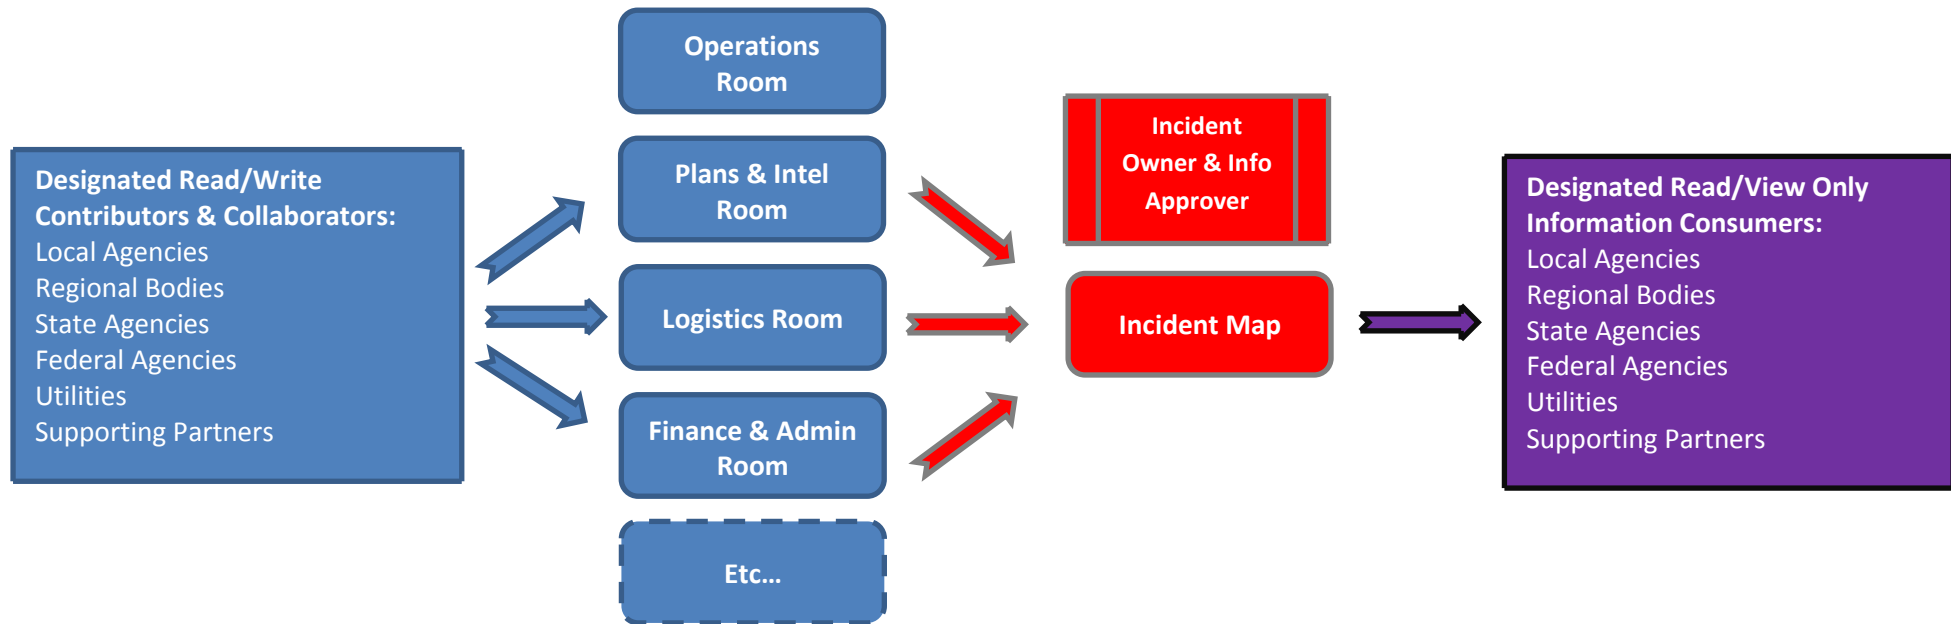 Designated Read/Write
Contributors & Collaborators:
Local Agencies
Regional Bodies
State Agencies
Federal Agencies
Utilities
Supporting Partners
Operations
Room
Plans & Intel
Room
Logistics Room
Finance & Admin
Room
Etc...
Incident
Owner & Info
Approver
Incident Map
Designated Read/View Only
Information Consumers:
Local Agencies
Regional Bodies
State Agencies
Federal Agencies
Utilities
Supporting Partners